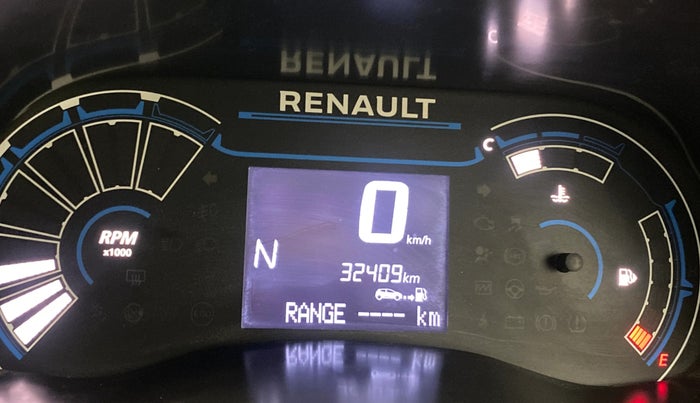 RENAULT
C
0 km/h
RPM
x1000
N
32409km
RANGE ---- km
E